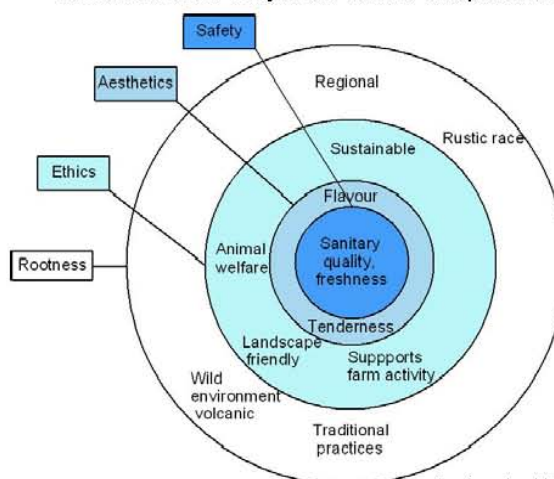 Safety
Regional
Aesthetics
Rustic race
Sustainable
Ethics
Flavour
Animal
welfare
Sanitary
quality,
freshness
Rootness
Tenderness
Landscape
friendly
Suppports
farm activity
Wild
environment
volcanic
Traditional
practices